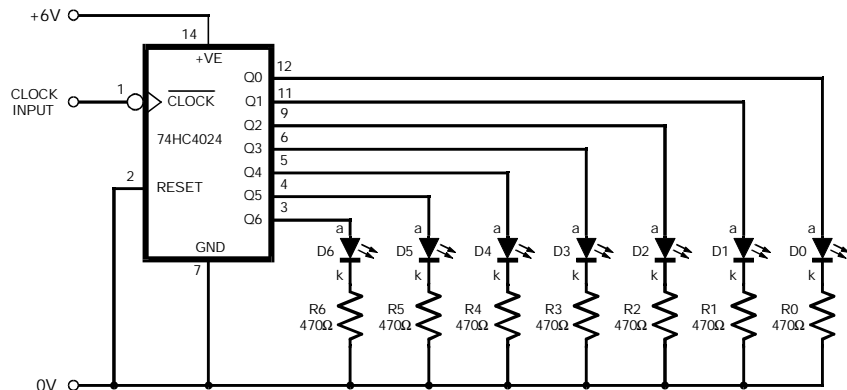 +6V
14
+VE
12
Q0
CLOCK
INPUT
1
CLOCK
11
Q1
9
Q2
74HC4024
6
Q3
5
Q4
2
RESET
4
Q5
3
Q6
GND
7
a a a a a a a
D6 D5 D4 D3 D2 D1 D0
k k k k k k k
R6 R5 R4 R3 R2 R1 R0
470Ω 470Ω 470Ω 470Ω 470Ω 470Ω 470Ω
0V